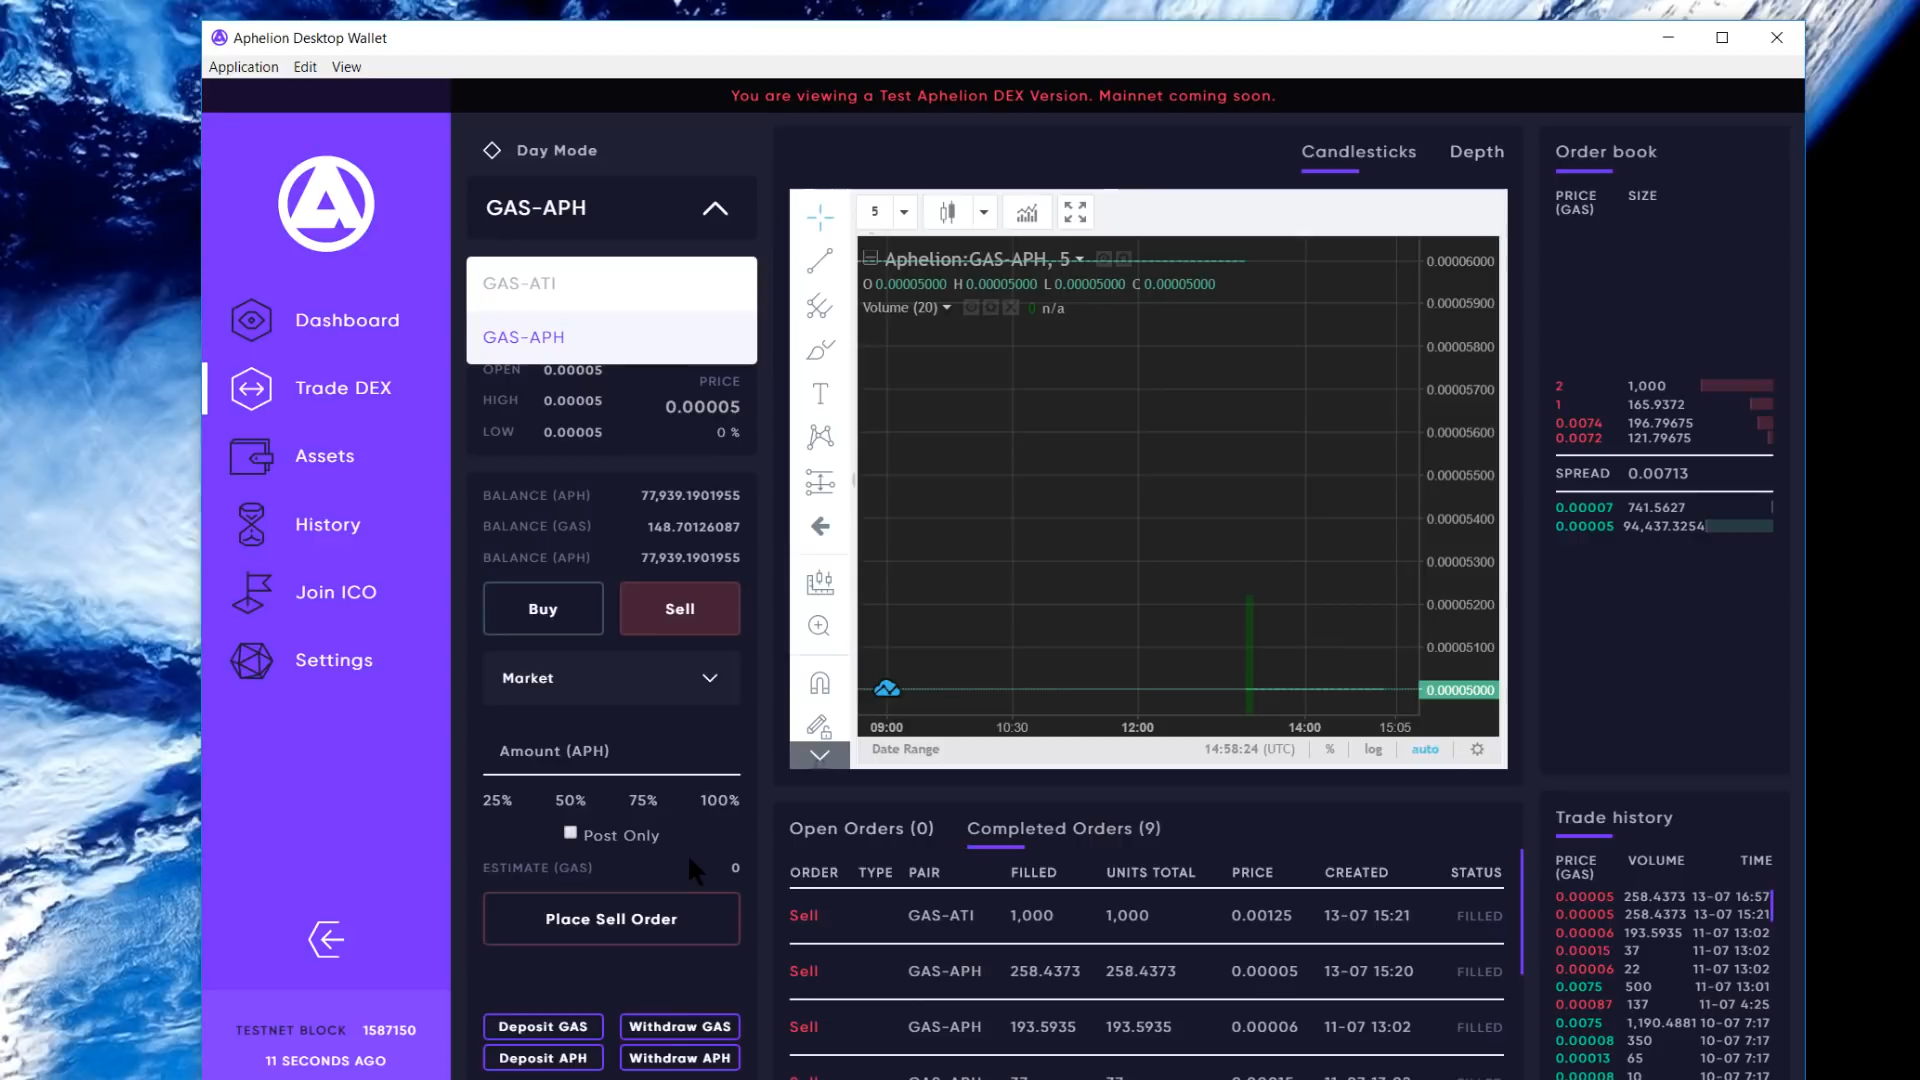 Aphelion Desktop Wallet
Application Edit View
You are viewing a Test Aphelion DEX Version. Mainnet coming soon.
Dashboard
Trade DEX
Assets
History
Join ICO
Settings
TESTNET BLOCK 1587150
11 SECONDS AGO
Day Mode
GAS-APH
GAS-ATI
GAS-APH
OPEN 0.00005
HIGH 0.00005
LOW 0.00005
PRICE
0.00005
0 %
BALANCE (APH) 77,939.1901955
BALANCE (GAS) 148.70126087
BALANCE (APH) 77,939.1901955
Buy Sell
Market
Amount (APH)
25% 50% 75% 100%
Post Only
ESTIMATE (GAS) 0
Place Sell Order
Deposit GAS Withdraw GAS
Deposit APH Withdraw APH
Candlesticks Depth
5
Aphelion:GAS-APH, 5
O 0.00005000 H 0.00005000 L 0.00005000 C 0.00005000
Volume (20) 0 n/a
0.00006000
0.00005900
0.00005800
0.00005700
0.00005600
0.00005500
0.00005400
0.00005300
0.00005200
0.00005100
0.00005000
09:00 10:30 12:00 14:00 15:05
Date Range 14:58:24 (UTC) % log auto
Open Orders (0) Completed Orders (9)
ORDER TYPE PAIR FILLED UNITS TOTAL PRICE CREATED STATUS
Sell GAS-ATI 1,000 1,000 0.00125 13-07 15:21 FILLED
Sell GAS-APH 258.4373 258.4373 0.00005 13-07 15:20 FILLED
Sell GAS-APH 193.5935 193.5935 0.00006 11-07 13:02 FILLED
Order book
PRICE (GAS) SIZE
2 1,000
1 165.9372
0.0074 196.79675
0.0072 121.79675
SPREAD 0.00713
0.00007 741.5627
0.00005 94,437.3254
Trade history
PRICE (GAS) VOLUME TIME
0.00005 258.4373 13-07 16:57
0.00005 258.4373 13-07 15:21
0.00006 193.5935 11-07 13:02
0.00015 37 11-07 13:02
0.00006 22 11-07 13:02
0.0075 500 11-07 13:01
0.00087 137 11-07 4:25
0.0075 1,190.4881 10-07 7:17
0.00008 350 10-07 7:17
0.00013 65 10-07 7:17
0.00008 10 10-07 7:17